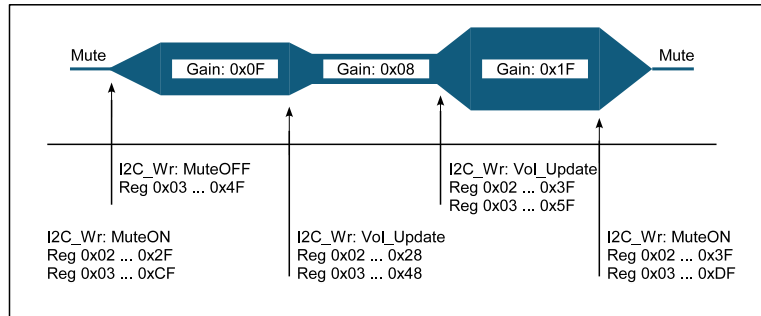 Mute
Gain: 0x0F
Gain: 0x08
Gain: 0x1F
Mute
I2C_Wr: MuteOFF
Reg 0x03 ... 0x4F
I2C_Wr: Vol_Update
Reg 0x02 ... 0x3F
Reg 0x03 ... 0x5F
I2C_Wr: MuteON
Reg 0x02 ... 0x2F
Reg 0x03 ... 0xCF
I2C_Wr: Vol_Update
Reg 0x02 ... 0x28
Reg 0x03 ... 0x48
I2C_Wr: MuteON
Reg 0x02 ... 0x3F
Reg 0x03 ... 0xDF